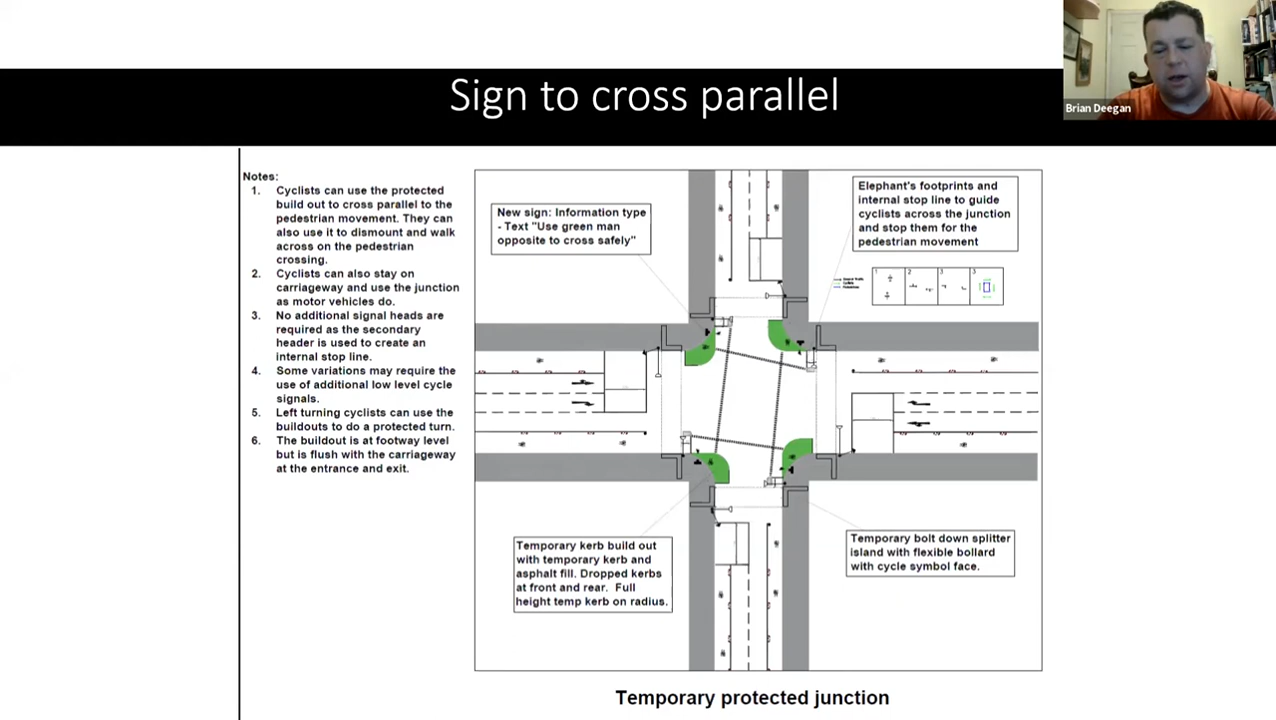 Sign to cross parallel
Brian Deegan
Notes:
1. Cyclists can use the protected
build out to cross parallel to the
pedestrian movement. They can
also use it to dismount and walk
across on the pedestrian
crossing.
2. Cyclists can also stay on
carriageway and use the junction
as motor vehicles do.
3. No additional signal heads are
required as the secondary
header is used to create an
internal stop line.
4. Some variations may require the
use of additional low level cycle
signals.
5. Left turning cyclists can use the
buildouts to do a protected turn.
6. The buildout is at footway level
but is flush with the carriageway
at the entrance and exit.
New sign: Information type
- Text "Use green man
opposite to cross safely"
Elephant's footprints and
internal stop line to guide
cyclists across the junction
and stop them for the
pedestrian movement
1 2 3 3
Temporary kerb build out
with temporary kerb and
asphalt fill. Dropped kerbs
at front and rear. Full
height temp kerb on radius.
Temporary bolt down splitter
island with flexible bollard
with cycle symbol face.
Temporary protected junction